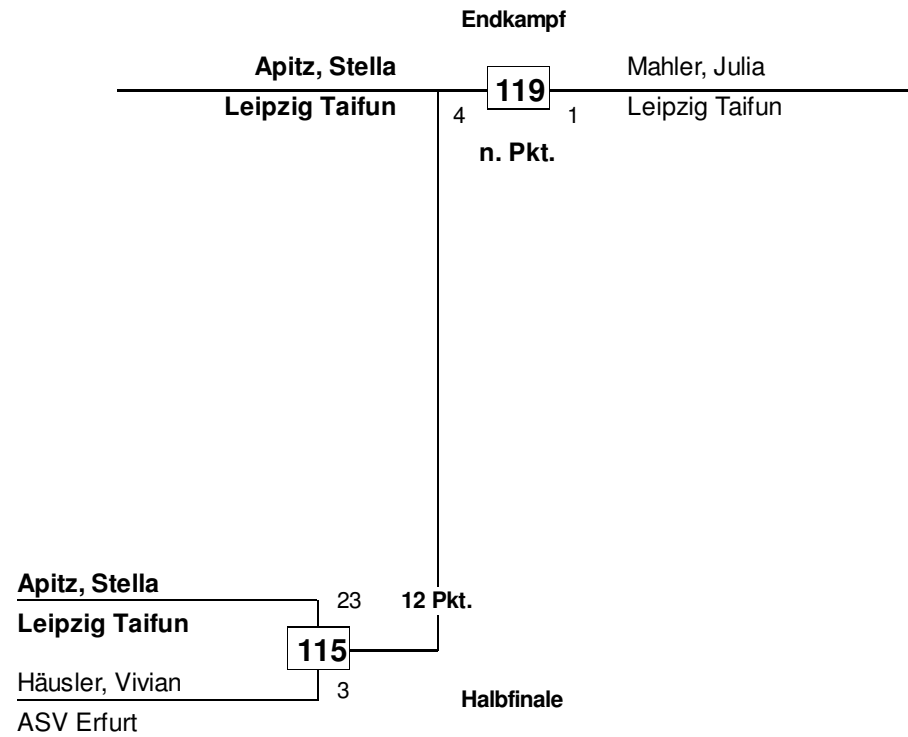 Endkampf
Apitz, Stella
119
Mahler, Julia
Leipzig Taifun
4
1
Leipzig Taifun
n. Pkt.
Apitz, Stella
23
12 Pkt.
Leipzig Taifun
115
Häusler, Vivian
3
Halbfinale
ASV Erfurt